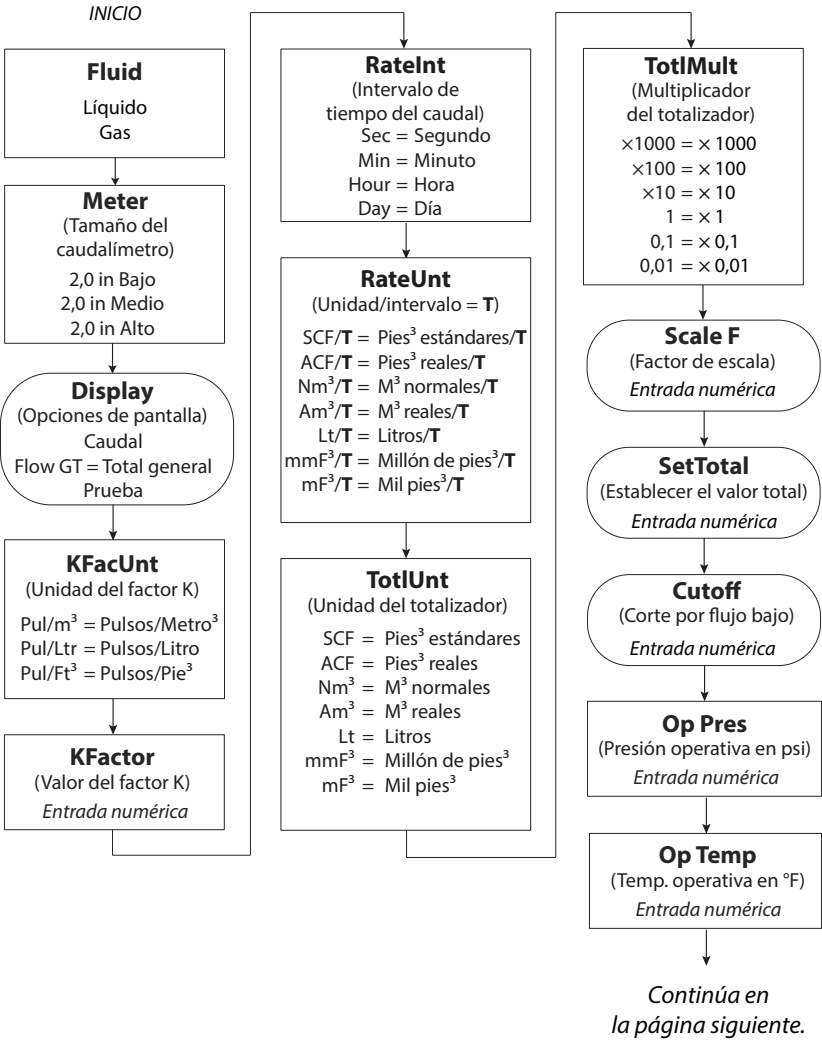 INICIO
Fluid
Líquido
Gas
Meter
(Tamaño del
caudalímetro)
2,0 in Bajo
2,0 in Medio
2,0 in Alto
Display
(Opciones de pantalla)
Caudal
Flow GT = Total general
Prueba
KFacUnt
(Unidad del factor K)
Pul/m³ = Pulsos/Metro³
Pul/Ltr = Pulsos/Litro
Pul/Ft³ = Pulsos/Pie³
KFactor
(Valor del factor K)
Entrada numérica
RateInt
(Intervalo de
tiempo del caudal)
Sec = Segundo
Min = Minuto
Hour = Hora
Day = Día
RateUnt
(Unidad/intervalo = T)
SCF/T = Pies³ estándares/T
ACF/T = Pies³ reales/T
Nm³/T = M³ normales/T
Am³/T = M³ reales/T
Lt/T = Litros/T
mmF³/T = Millón de pies³/T
mF³/T = Mil pies³/T
TotlUnt
(Unidad del totalizador)
SCF = Pies³ estándares
ACF = Pies³ reales
Nm³ = M³ normales
Am³ = M³ reales
Lt = Litros
mmF³ = Millón de pies³
mF³ = Mil pies³
TotlMult
(Multiplicador
del totalizador)
×1000 = × 1000
×100 = × 100
×10 = × 10
1 = × 1
0,1 = × 0,1
0,01 = × 0,01
Scale F
(Factor de escala)
Entrada numérica
SetTotal
(Establecer el valor total)
Entrada numérica
Cutoff
(Corte por flujo bajo)
Entrada numérica
Op Pres
(Presión operativa en psi)
Entrada numérica
Op Temp
(Temp. operativa en °F)
Entrada numérica
Continúa en
la página siguiente.